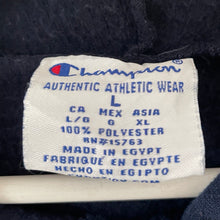 Champion®
AUTHENTIC ATHLETIC WEAR
L
CA MEX ASIA
L/G G XL
100% POLYESTER
RN#15763
MADE IN EGYPT
FABRIQUÉ EN EGYPTE
HECHO EN EGIPTO